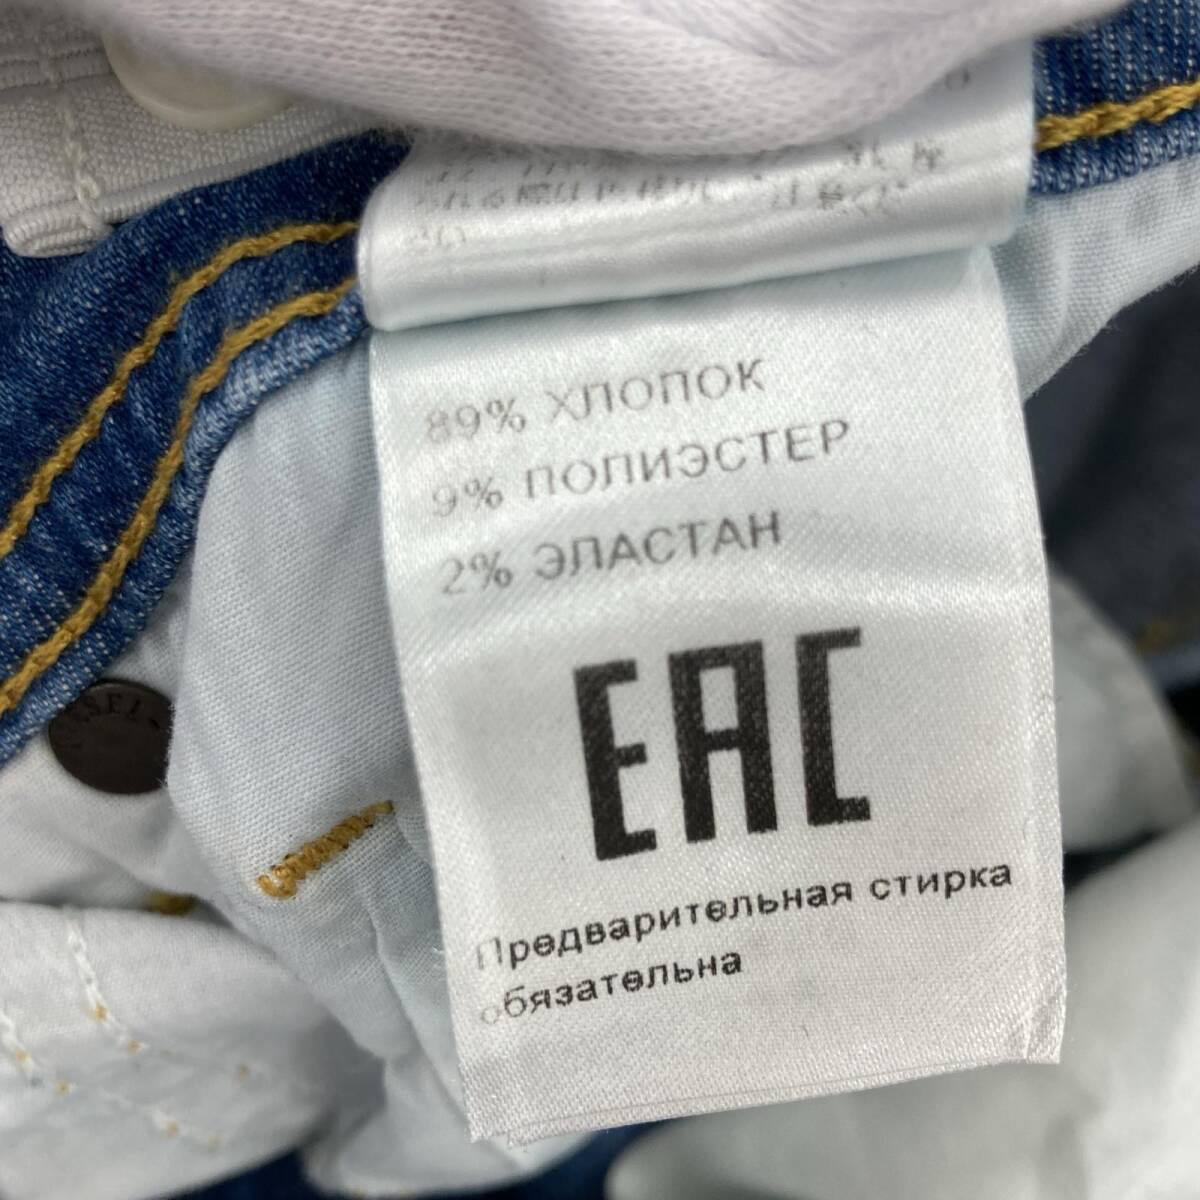 89% ХЛОПОК
9% ПОЛИЭСТЕР
2% ЭЛАСТАН
EAC
Предварительная стирка
обязательна